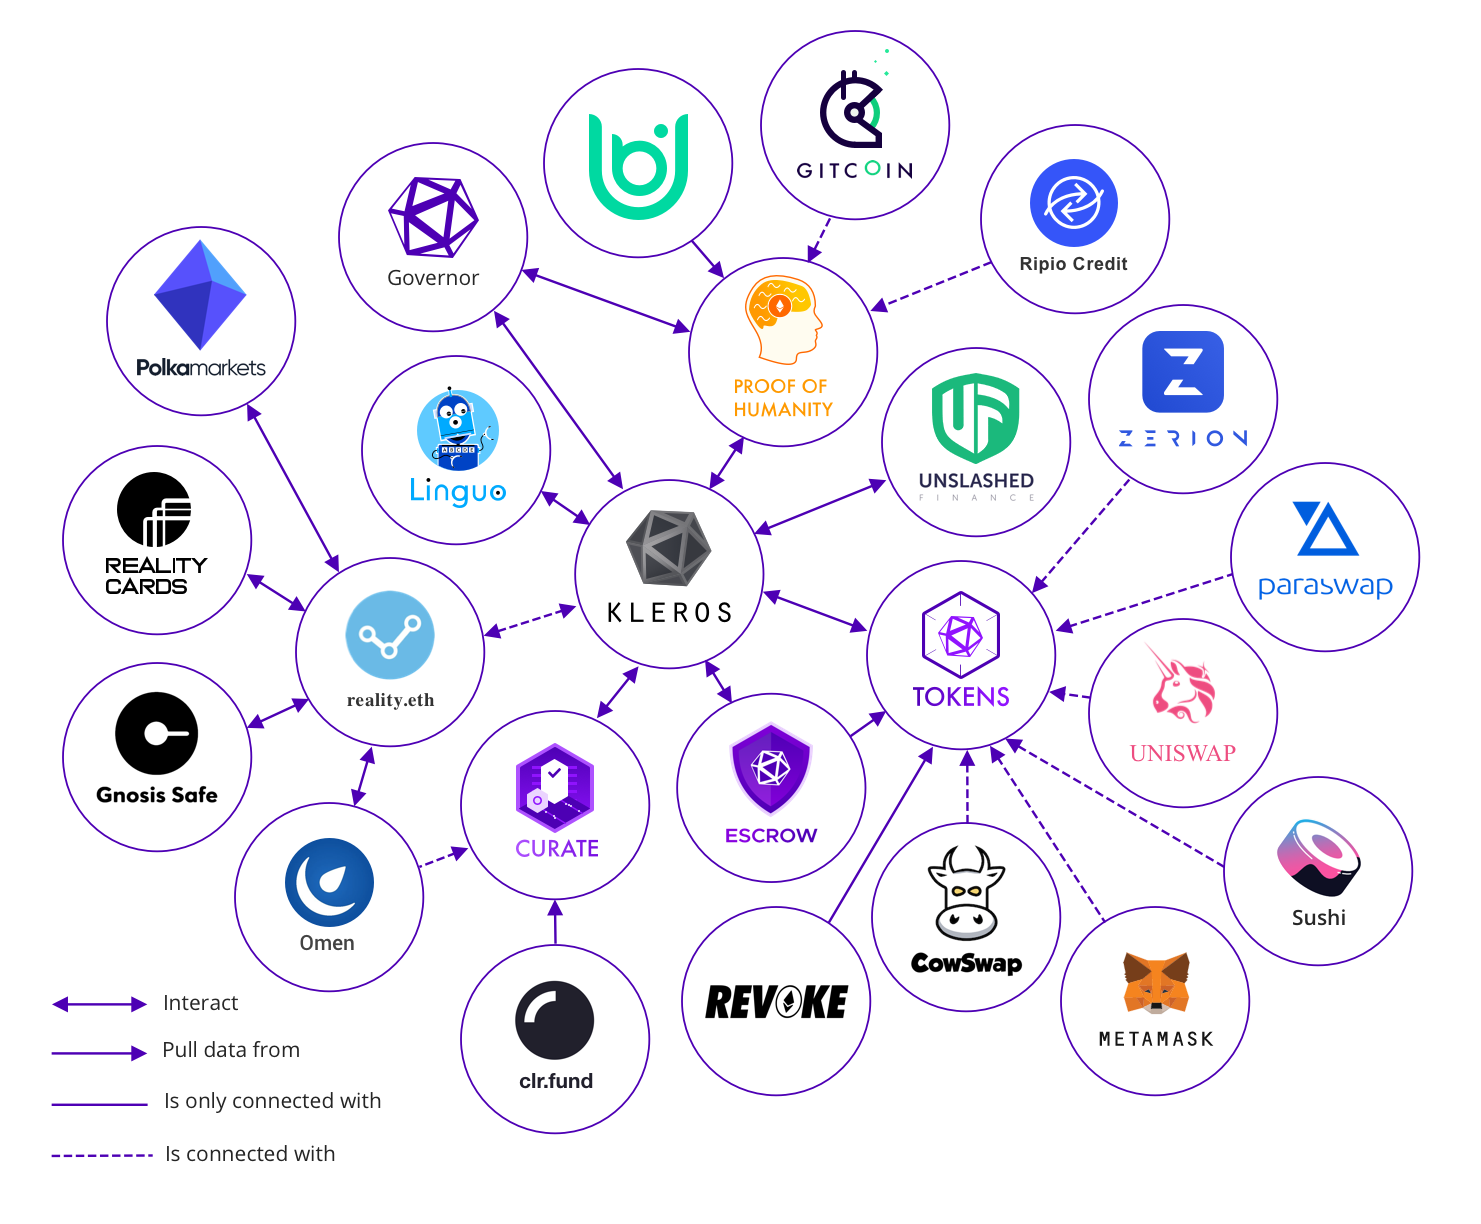 GITCOIN
Ripio Credit
Governor
Polkamarkets
PROOF OF
HUMANITY
ZERION
A B C D E
Linguo
UNSLASHED
FINANCE
REALITY
CARDS
paraswap
KLEROS
reality.eth
TOKENS
UNISWAP
Gnosis Safe
CURATE
ESCROW
Sushi
Omen
CowSwap
REVOKE
METAMASK
clr.fund
Interact
Pull data from
Is only connected with
Is connected with